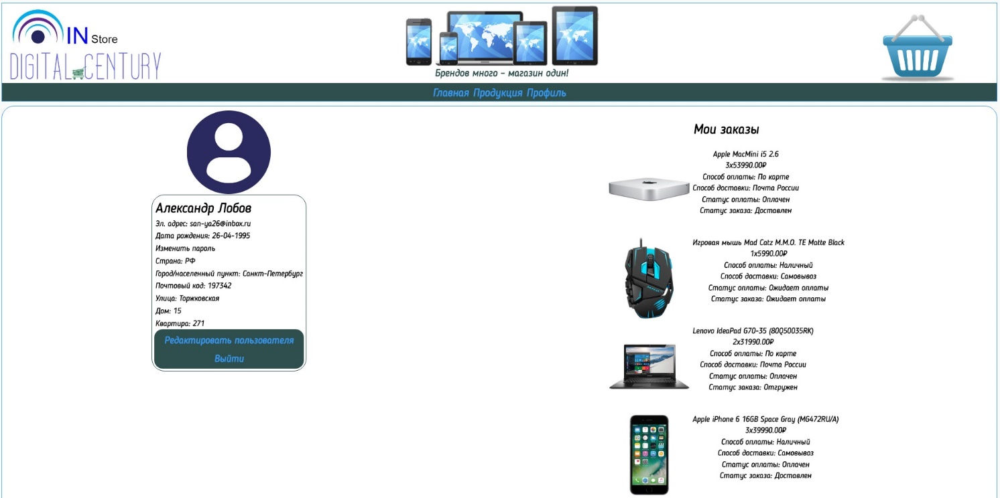 IN Store
DIGITAL CENTURY
Брендов много – магазин один!
Главная Продукция Профиль
Александр Лобов
Эл. адрес: san-ya26@inbox.ru
Дата рождения: 26-04-1995
Изменить пароль
Страна: РФ
Город/населенный пункт: Санкт-Петербург
Почтовый код: 197342
Улица: Торжковская
Дом: 15
Квартира: 271
Редактировать пользователя
Выйти
Мои заказы
Apple MacMini i5 2.6
3x53990.00₽
Способ оплаты: По карте
Способ доставки: Почта России
Статус оплаты: Оплачен
Статус заказа: Доставлен
Игровая мышь Mad Catz M.M.O. TE Matte Black
1x5990.00₽
Способ оплаты: Наличный
Способ доставки: Самовывоз
Статус оплаты: Ожидает оплаты
Статус заказа: Ожидает оплаты
Lenovo IdeaPad G70-35 (80Q50035RK)
2x31990.00₽
Способ оплаты: По карте
Способ доставки: Почта России
Статус оплаты: Оплачен
Статус заказа: Отгружен
Apple iPhone 6 16GB Space Gray (MG472RU/A)
3x39990.00₽
Способ оплаты: Наличный
Способ доставки: Самовывоз
Статус оплаты: Оплачен
Статус заказа: Доставлен